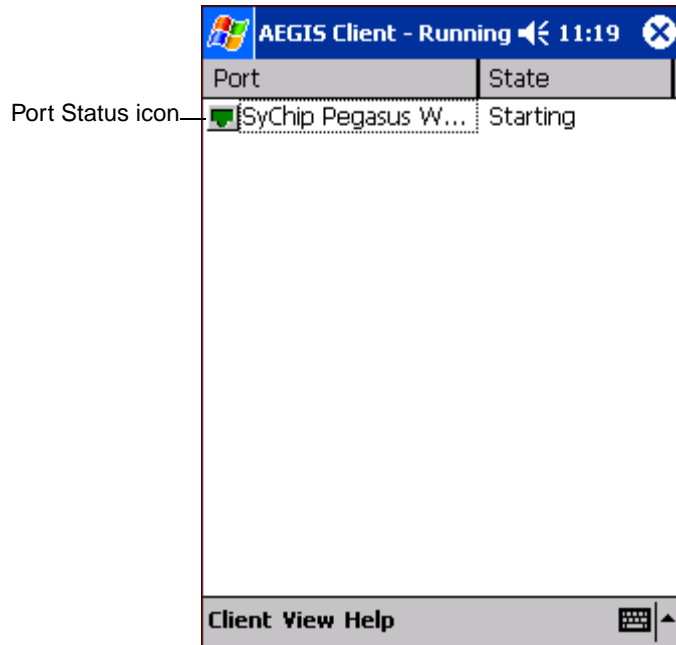 AEGIS Client - Running 11:19
Port State
Port Status icon
SyChip Pegasus W... Starting
Client View Help